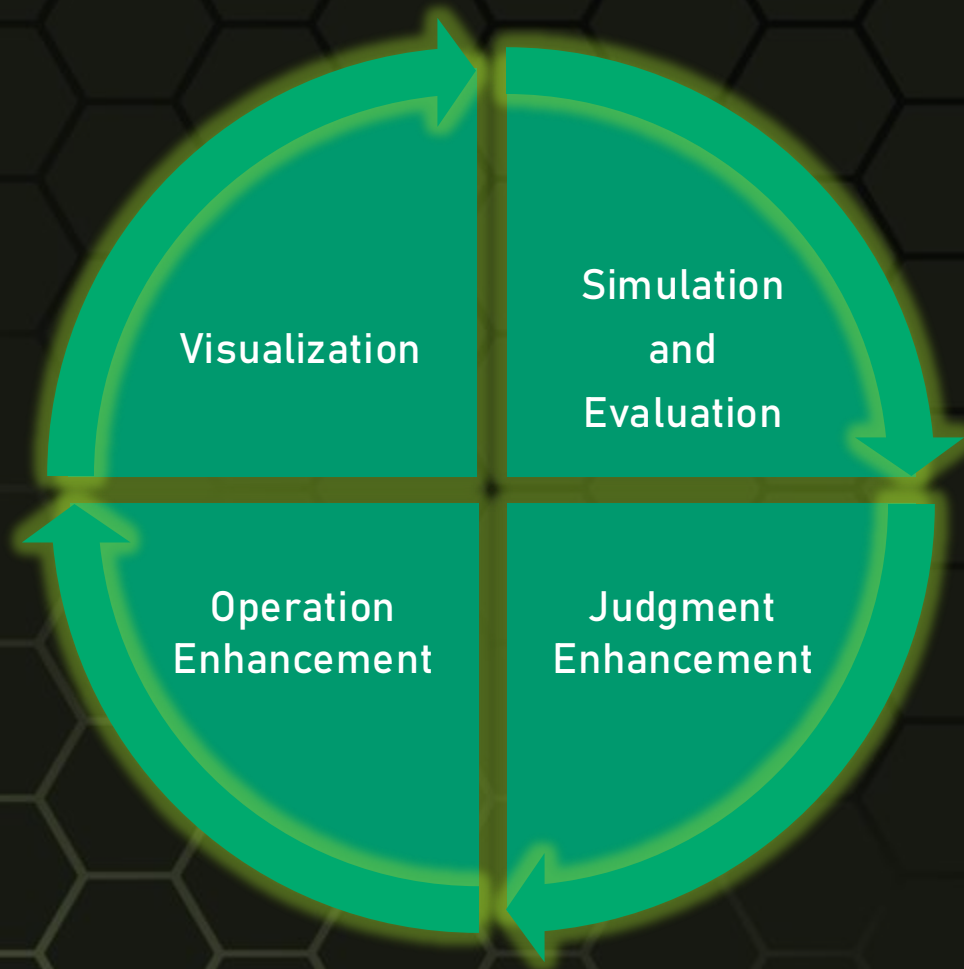 Visualization
Simulation
and
Evaluation
Operation
Enhancement
Judgment
Enhancement